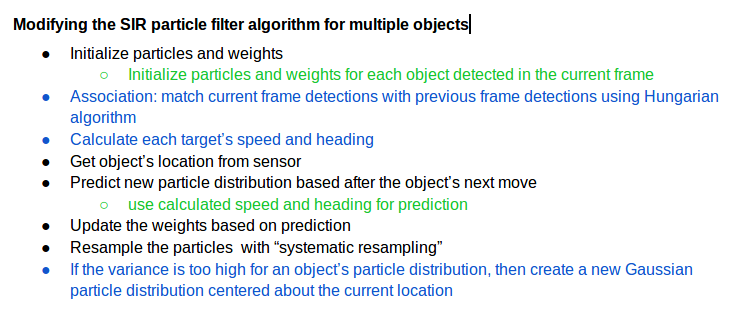 Modifying the SIR particle filter algorithm for multiple objects
● Initialize particles and weights
○ Initialize particles and weights for each object detected in the current frame
● Association: match current frame detections with previous frame detections using Hungarian
algorithm
● Calculate each target's speed and heading
● Get object's location from sensor
● Predict new particle distribution based after the object's next move
○ use calculated speed and heading for prediction
● Update the weights based on prediction
● Resample the particles with “systematic resampling”
● If the variance is too high for an object's particle distribution, then create a new Gaussian
particle distribution centered about the current location